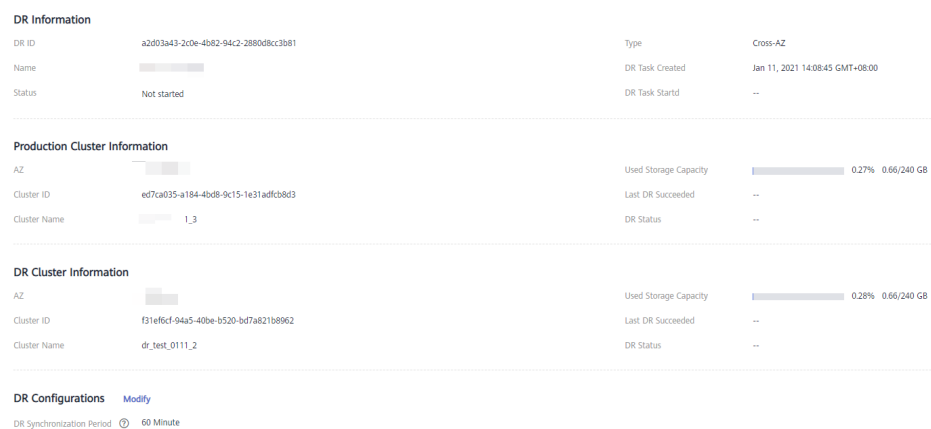 DR Information
DR ID a2d03a43-2c0e-4b82-94c2-2880d8cc3b81 Type Cross-AZ
Name DR Task Created Jan 11, 2021 14:08:45 GMT+08:00
Status Not started DR Task Startd --
Production Cluster Information
AZ Used Storage Capacity 0.27% 0.66/240 GB
Cluster ID ed7ca035-a184-4bd8-9c15-1e31adfcb8d3 Last DR Succeeded --
Cluster Name 1_3 DR Status --
DR Cluster Information
AZ Used Storage Capacity 0.28% 0.66/240 GB
Cluster ID f31ef6cf-94a5-40be-b520-bd7a821b8962 Last DR Succeeded --
Cluster Name dr_test_0111_2 DR Status --
DR Configurations Modify
DR Synchronization Period ? 60 Minute